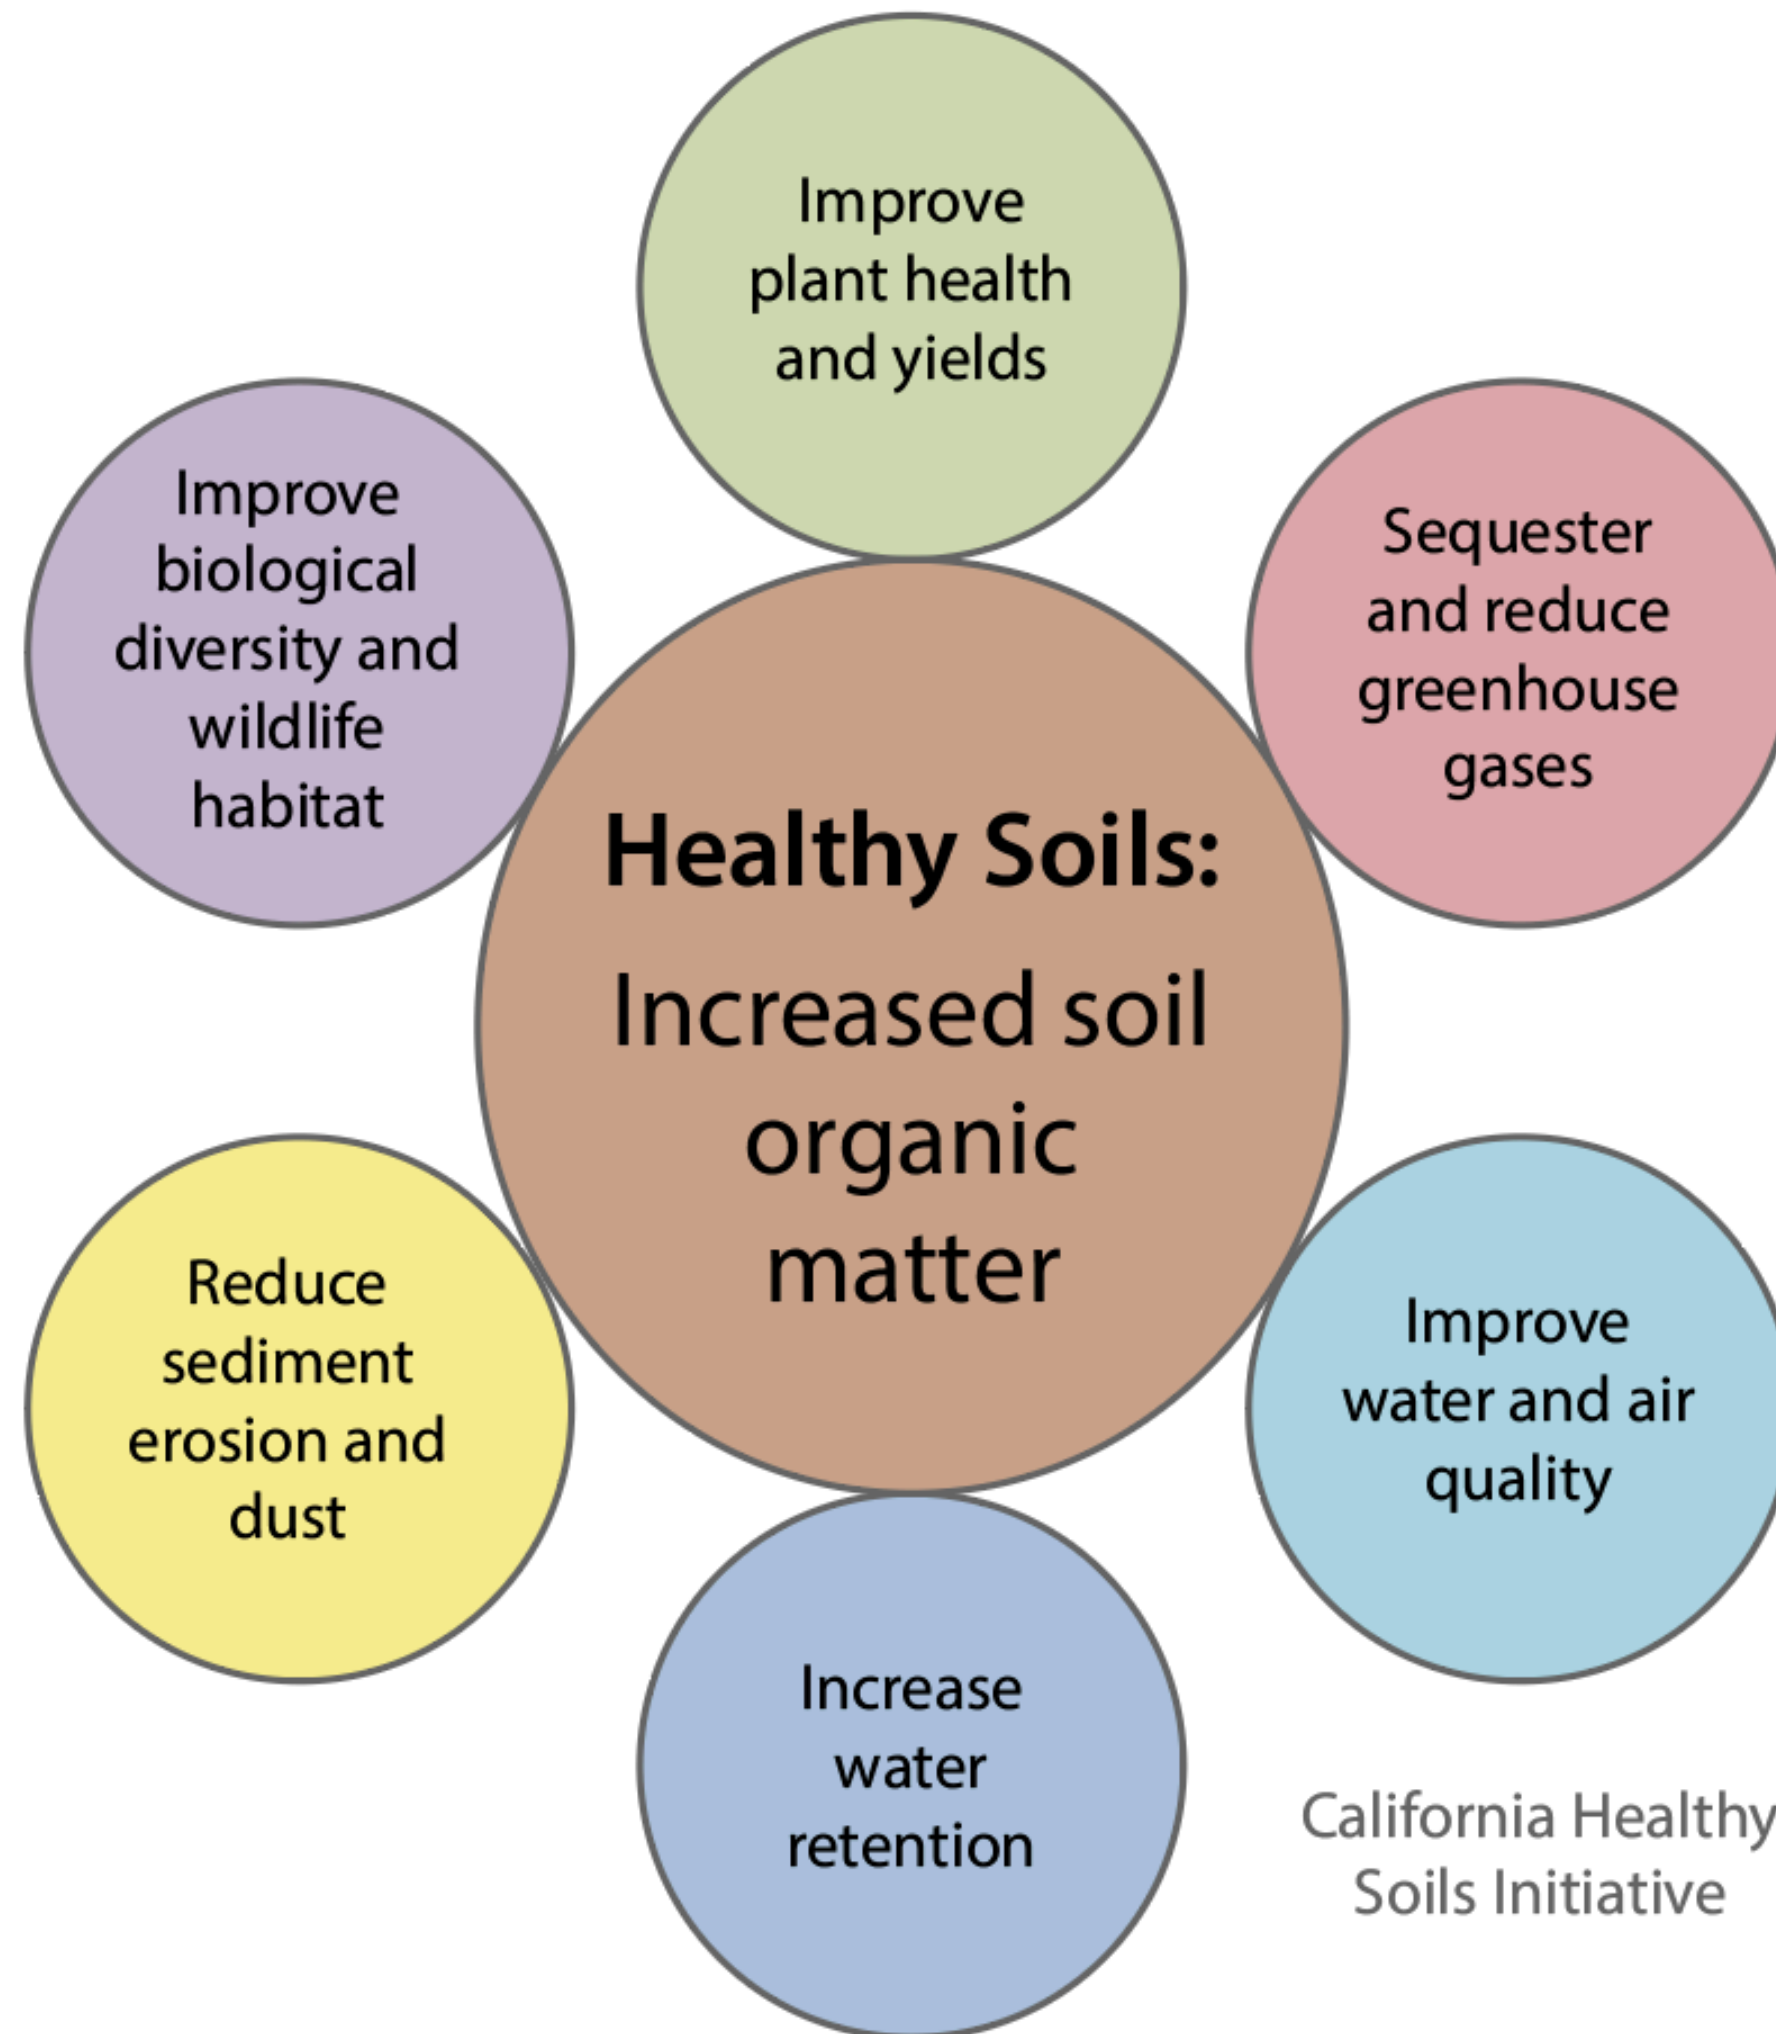 Improve
plant health
and yields
Improve
biological
diversity and
wildlife
habitat
Sequester
and reduce
greenhouse
gases
Healthy Soils:
Increased soil
organic
matter
Reduce
sediment
erosion and
dust
Improve
water and air
quality
Increase
water
retention
California Healthy
Soils Initiative